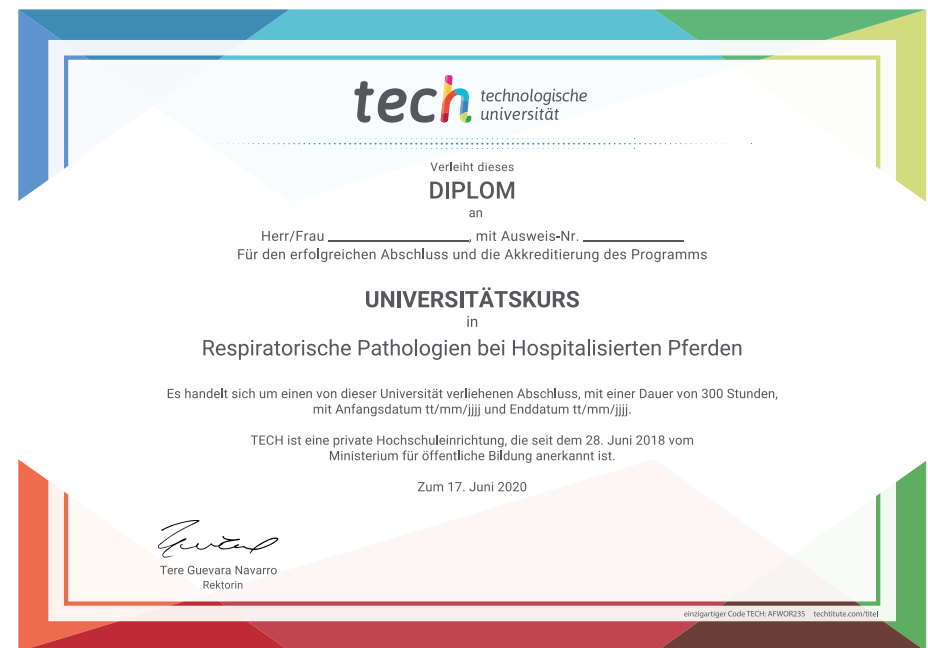 tech technologische
universität
Verleiht dieses
DIPLOM
an
Herr/Frau ____________________, mit Ausweis-Nr. ______________
Für den erfolgreichen Abschluss und die Akkreditierung des Programms
UNIVERSITÄTSKURS
in
Respiratorische Pathologien bei Hospitalisierten Pferden
Es handelt sich um einen von dieser Universität verliehenen Abschluss, mit einer Dauer von 300 Stunden,
mit Anfangsdatum tt/mm/jjjj und Enddatum tt/mm/jjjj.
TECH ist eine private Hochschuleinrichtung, die seit dem 28. Juni 2018 vom
Ministerium für öffentliche Bildung anerkannt ist.
Zum 17. Juni 2020
Tere Guevara Navarro
Rektorin
einzigartiger Code TECH: AFWOR23S techtitute.com/titel